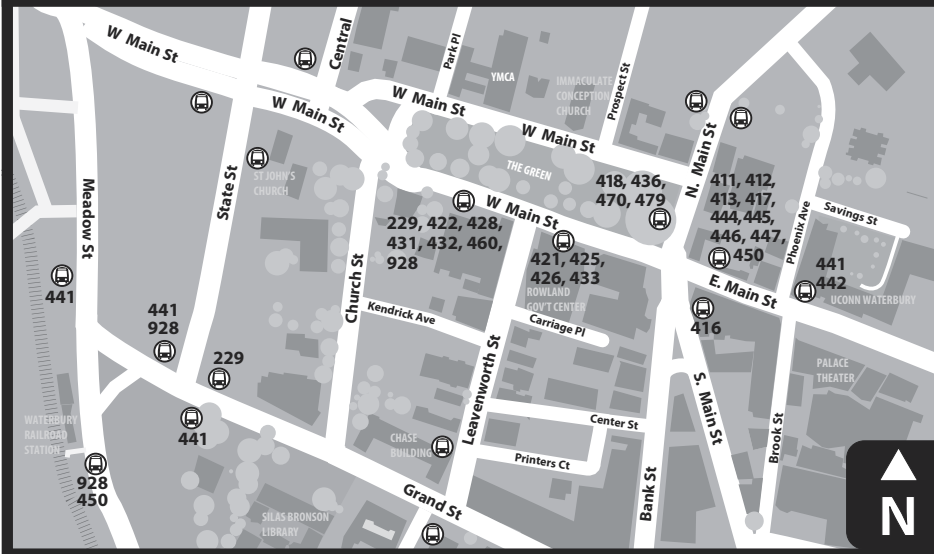 W Main St
Central
Park Pl
YMCA
IMMACULATE
CONCEPTION
CHURCH
Prospect St
W Main St
W Main St
W Main St
N. Main St
THE GREEN
Meadow St
State St
ST JOHN'S
CHURCH
418, 436,
470, 479
411, 412,
413, 417,
444, 445,
446, 447,
450
W Main St
229, 422, 428,
431, 432, 460,
928
421, 425,
426, 433
ROWLAND
GOV'T CENTER
Savings St
Phoenix Ave
441
442
E. Main St
UCONN WATERBURY
441
Church St
Kendrick Ave
Carriage Pl
416
441
928
229
PALACE
THEATER
Leavenworth St
S. Main St
WATERBURY
RAILROAD
STATION
441
CHASE
BUILDING
Center St
Printers Ct
Brook St
928
450
Grand St
Bank St
SILAS BRONSON
LIBRARY
N